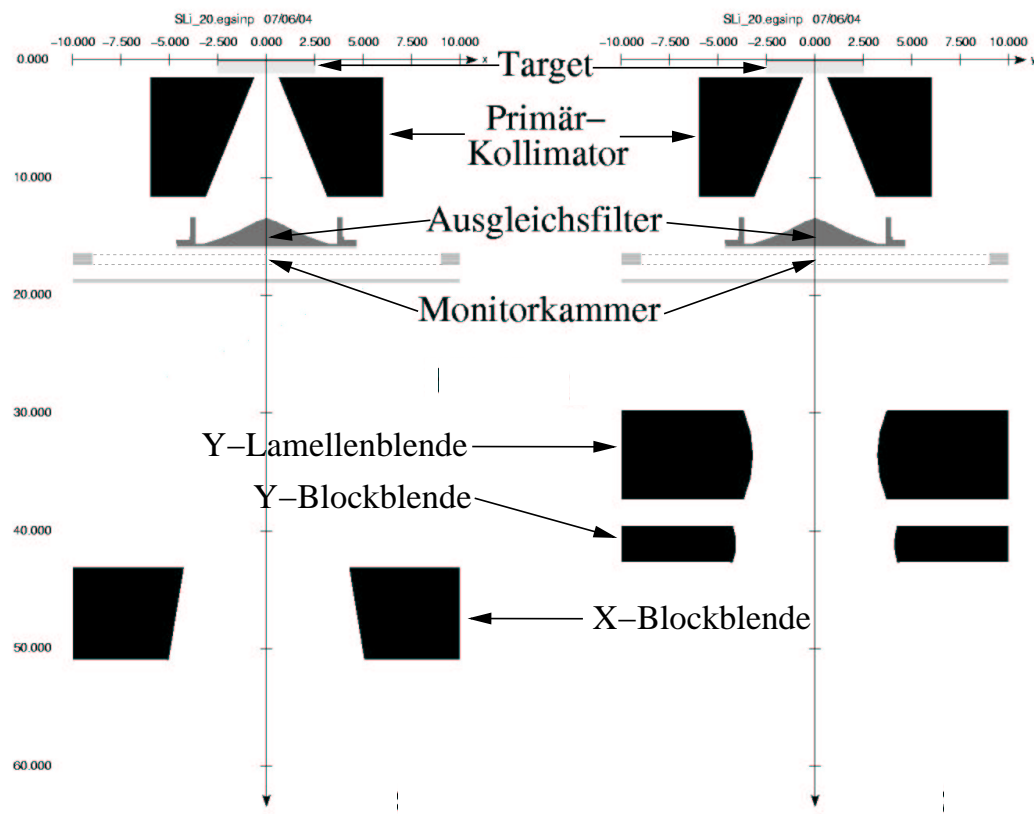 SLi_20.egsinp 07/06/04
SLi_20.egsinp 07/06/04
−10.000 −7.500 −5.000 −2.500 0.000 2.500 5.000 7.500 10.000
−10.000 −7.500 −5.000 −2.500 0.000 2.500 5.000 7.500 10.000
0.000
x
y
Target
Primär−
Kollimator
10.000
Ausgleichsfilter
20.000
Monitorkammer
30.000
Y−Lamellenblende
Y−Blockblende
40.000
X−Blockblende
50.000
60.000